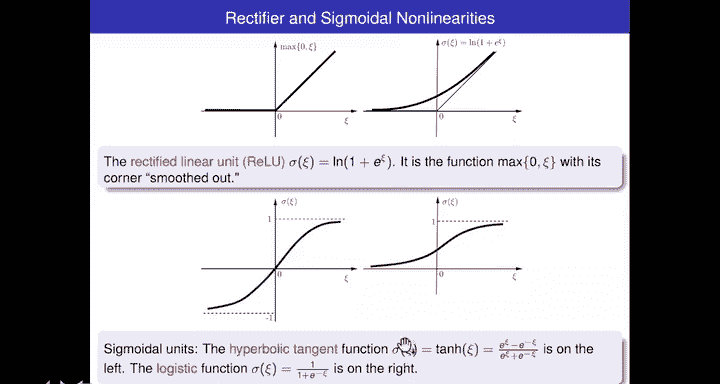 Rectifier and Sigmoidal Nonlinearities
max{0, ξ}
0
ξ
σ(ξ) = ln(1 + e^ξ)
0
ξ
The rectified linear unit (ReLU) σ(ξ) = ln(1 + e^ξ). It is the function max{0, ξ} with its
corner “smoothed out.”
σ(ξ)
1
0
ξ
-1
σ(ξ)
1
0
ξ
Sigmoidal units: The hyperbolic tangent function = tanh(ξ) = (e^ξ − e^−ξ)/(e^ξ + e^−ξ) is on the
left. The logistic function σ(ξ) = 1/(1+e^−ξ) is on the right.